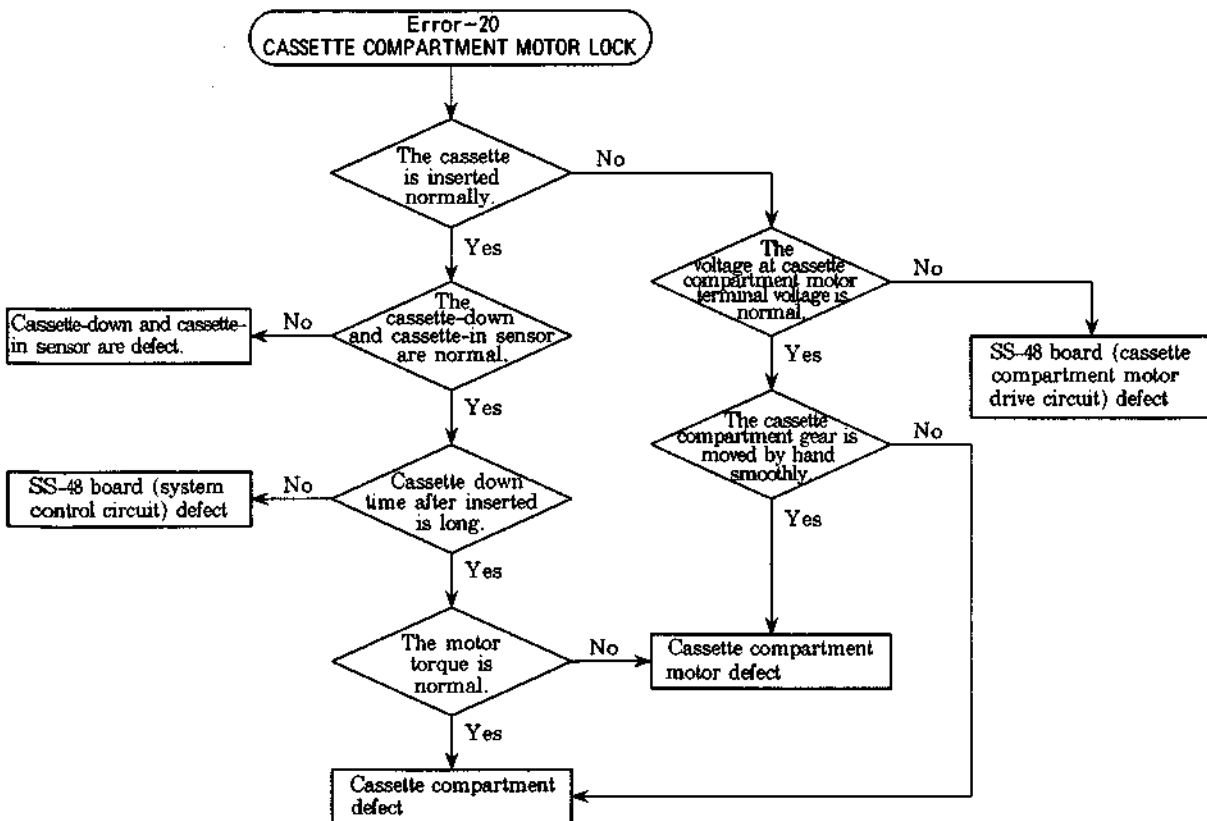 Error-20
CASSETTE COMPARTMENT MOTOR LOCK
The cassette
is inserted
normally.
No
Yes
The
voltage at cassette
compartment motor
terminal voltage is
normal.
No
Yes
The
cassette-down
and cassette-in sensor
are normal.
No
Cassette-down and cassette-
in sensor are defect.
Yes
SS-48 board (cassette
compartment motor
drive circuit) defect
The cassette
compartment gear is
moved by hand
smoothly.
No
Yes
Cassette down
time after inserted
is long.
No
SS-48 board (system
control circuit) defect
Yes
The motor
torque is
normal.
No
Cassette compartment
motor defect
Yes
Cassette compartment
defect